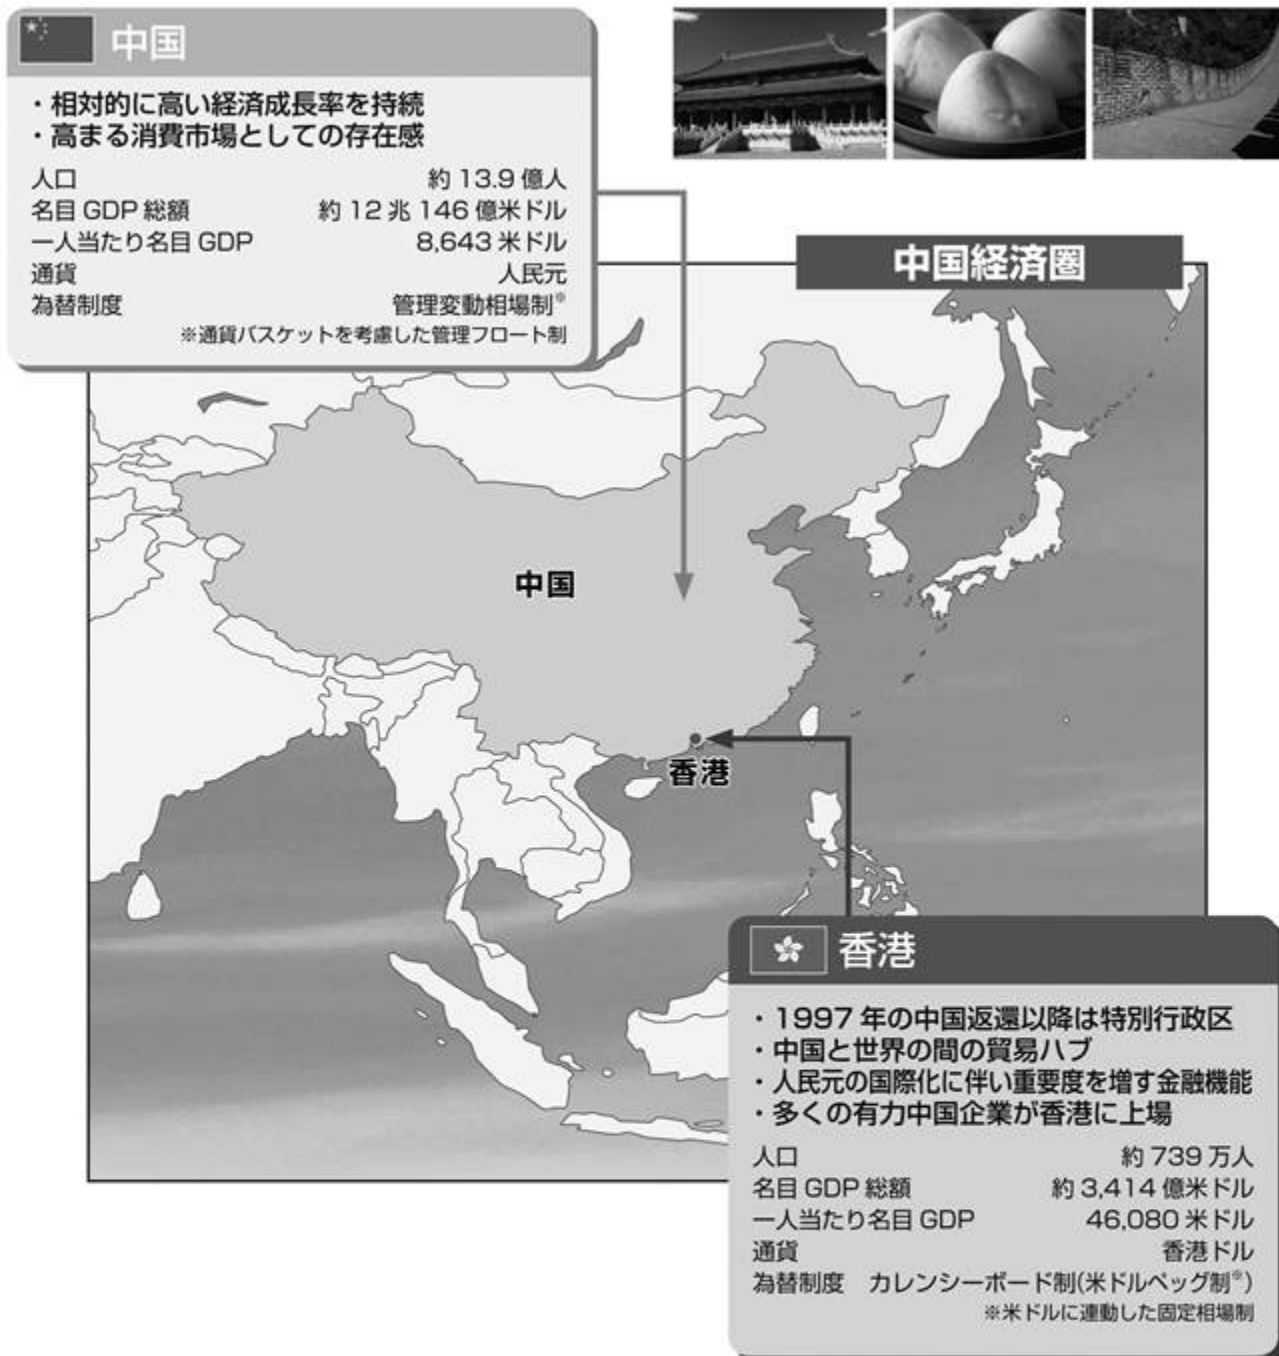 中国
・相対的に高い経済成長率を持続
・高まる消費市場としての存在感
人口 約 13.9 億人
名目 GDP 総額 約 12 兆 146 億米ドル
一人当たり名目 GDP 8,643 米ドル
通貨 人民元
為替制度 管理変動相場制※
※通貨バスケットを考慮した管理フロート制
中国経済圏
中国
香港
香港
・1997 年の中国返還以降は特別行政区
・中国と世界の間の貿易ハブ
・人民元の国際化に伴い重要度を増す金融機能
・多くの有力中国企業が香港に上場
人口 約 739 万人
名目 GDP 総額 約 3,414 億米ドル
一人当たり名目 GDP 46,080 米ドル
通貨 香港ドル
為替制度 カレンシーボード制(米ドルペッグ制※)
※米ドルに連動した固定相場制